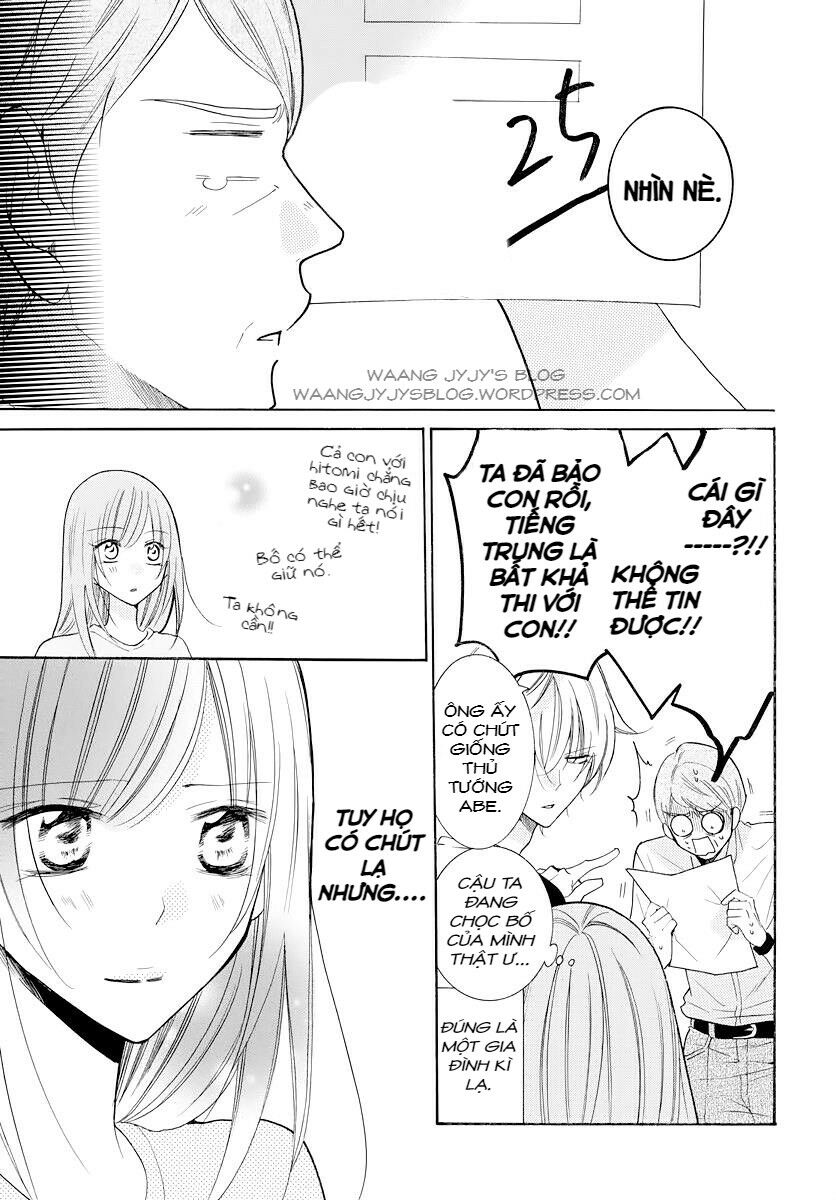 25
NHÌN NÈ.
WAANG JYJY'S BLOG
WAANGJYJYSBLOG.WORDPRESS.COM
CÁI GÌ
ĐÂY
-----?!!
KHÔNG
THỂ TIN
ĐƯỢC!!
TA ĐÃ BẢO
CON RỒI,
TIẾNG
TRUNG LÀ
BẤT KHẢ
THI VỚI
CON!!
ÔNG ẤY
CÓ CHÚT
GIỐNG
THỦ
TƯỚNG
ABE.
CẬU TA
ĐANG
CHỌC BỐ
CỦA MÌNH
THẬT Ư...
ĐÚNG LÀ
MỘT GIA
ĐÌNH KÌ
LẠ.
Cả con với
hitomi chẳng
Bao giờ chịu
nghe ta nói
gì hết!
Bố có thể
giữ nó.
Ta không
cần!!
TUY HỌ
CÓ CHÚT
LẠ
NHƯNG....